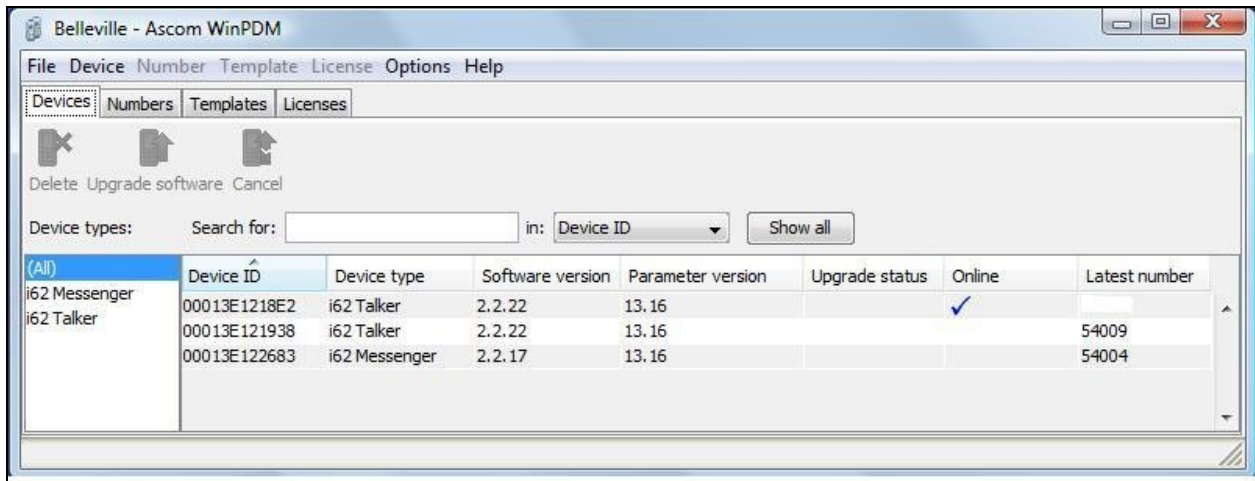 Belleville - Ascom WinPDM
File Device Number Template License Options Help
Devices Numbers Templates Licenses
Delete Upgrade software Cancel
Device types: Search for: in: Device ID Show all
(All)
i62 Messenger
i62 Talker
Device ID Device type Software version Parameter version Upgrade status Online Latest number
00013E1218E2 i62 Talker 2.2.22 13.16 ✓
00013E121938 i62 Talker 2.2.22 13.16 54009
00013E122683 i62 Messenger 2.2.17 13.16 54004